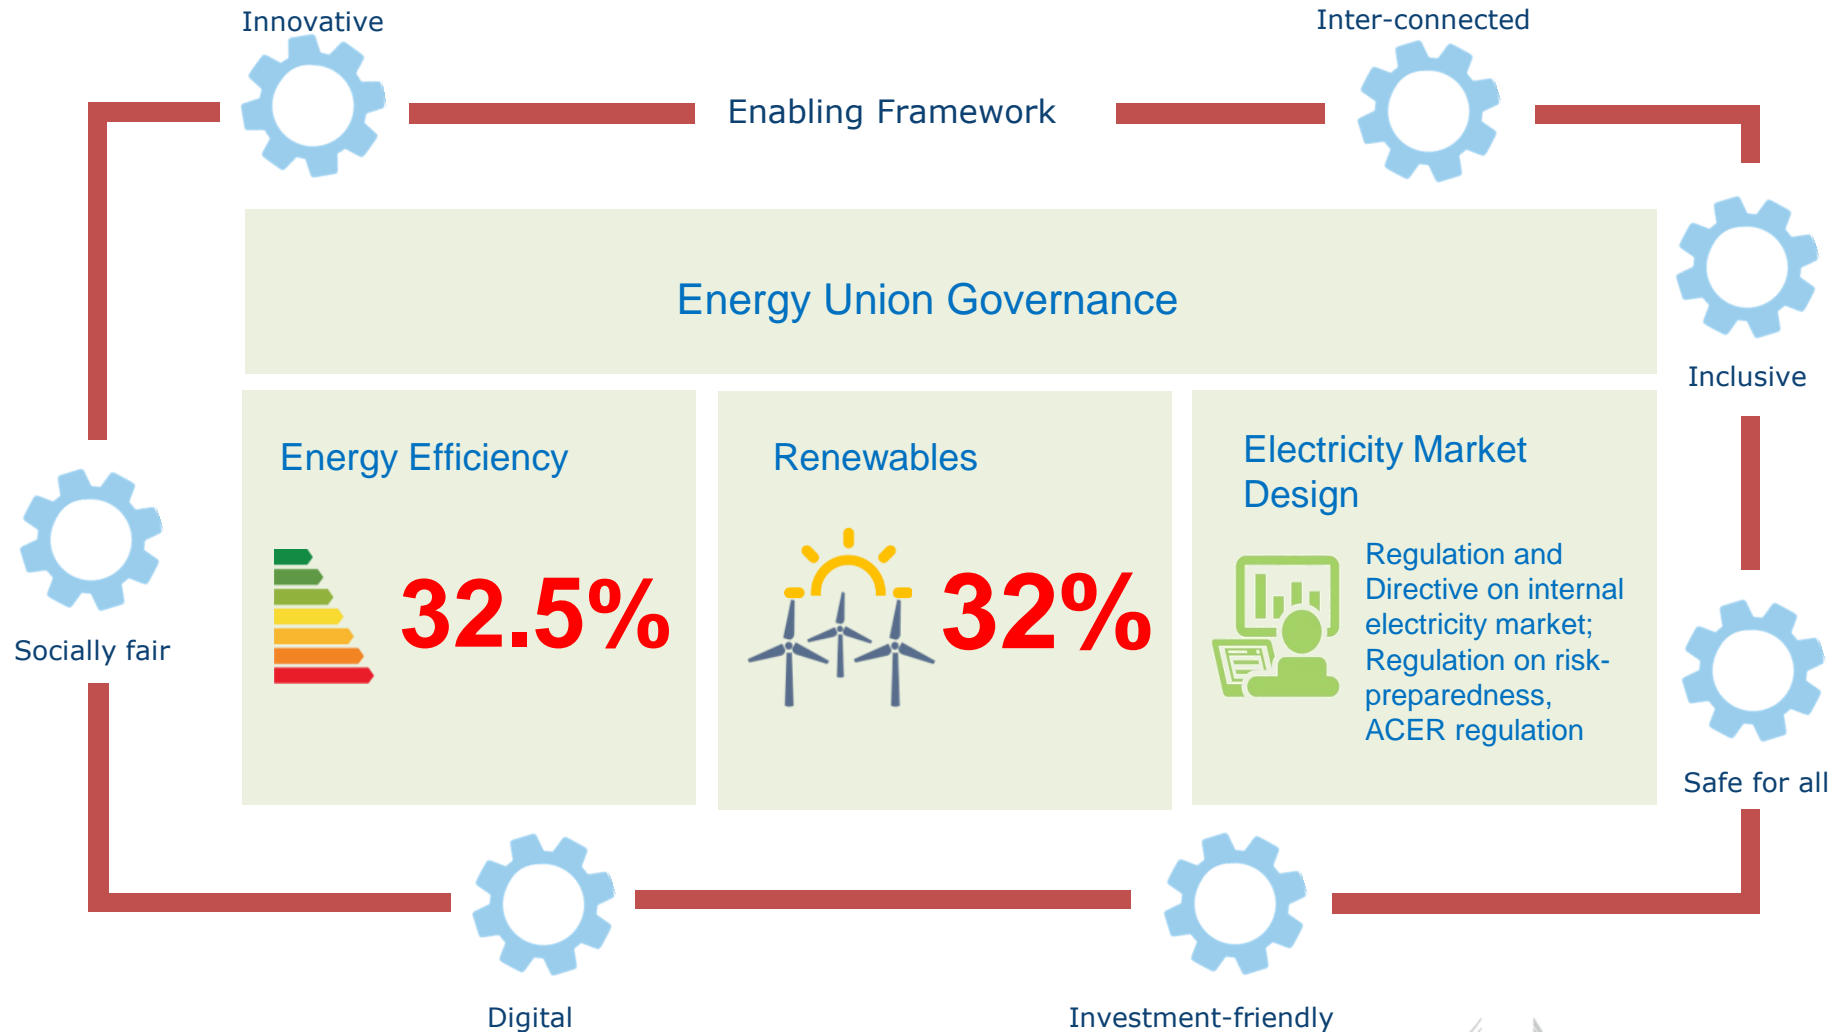 Innovative
Inter-connected
Enabling Framework
Energy Union Governance
Inclusive
Energy Efficiency
32.5%
Renewables
32%
Electricity Market
Design
Regulation and
Directive on internal
electricity market;
Regulation on risk-
preparedness,
ACER regulation
Socially fair
Safe for all
Digital
Investment-friendly